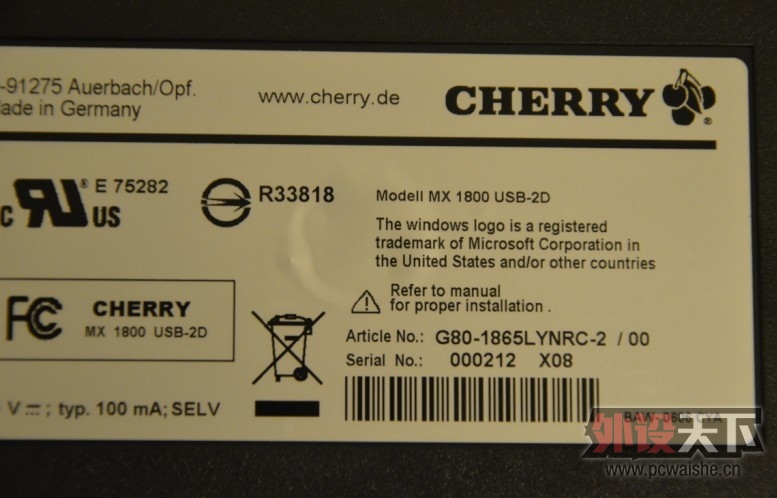 -91275 Auerbach/Opf.
Made in Germany
www.cherry.de
CHERRY
®
c RU ® US
E 75282
R33818
Modell MX 1800 USB-2D
The windows logo is a registered
trademark of Microsoft Corporation in
the United States and/or other countries
Refer to manual
for proper installation .
FC
CHERRY
MX 1800 USB-2D
Article No.: G80-1865LYNRC-2 / 00
Serial No.: 000212 X08
V ⎓ ; typ. 100 mA; SELV
外设天下
www.pcwaishe.cn